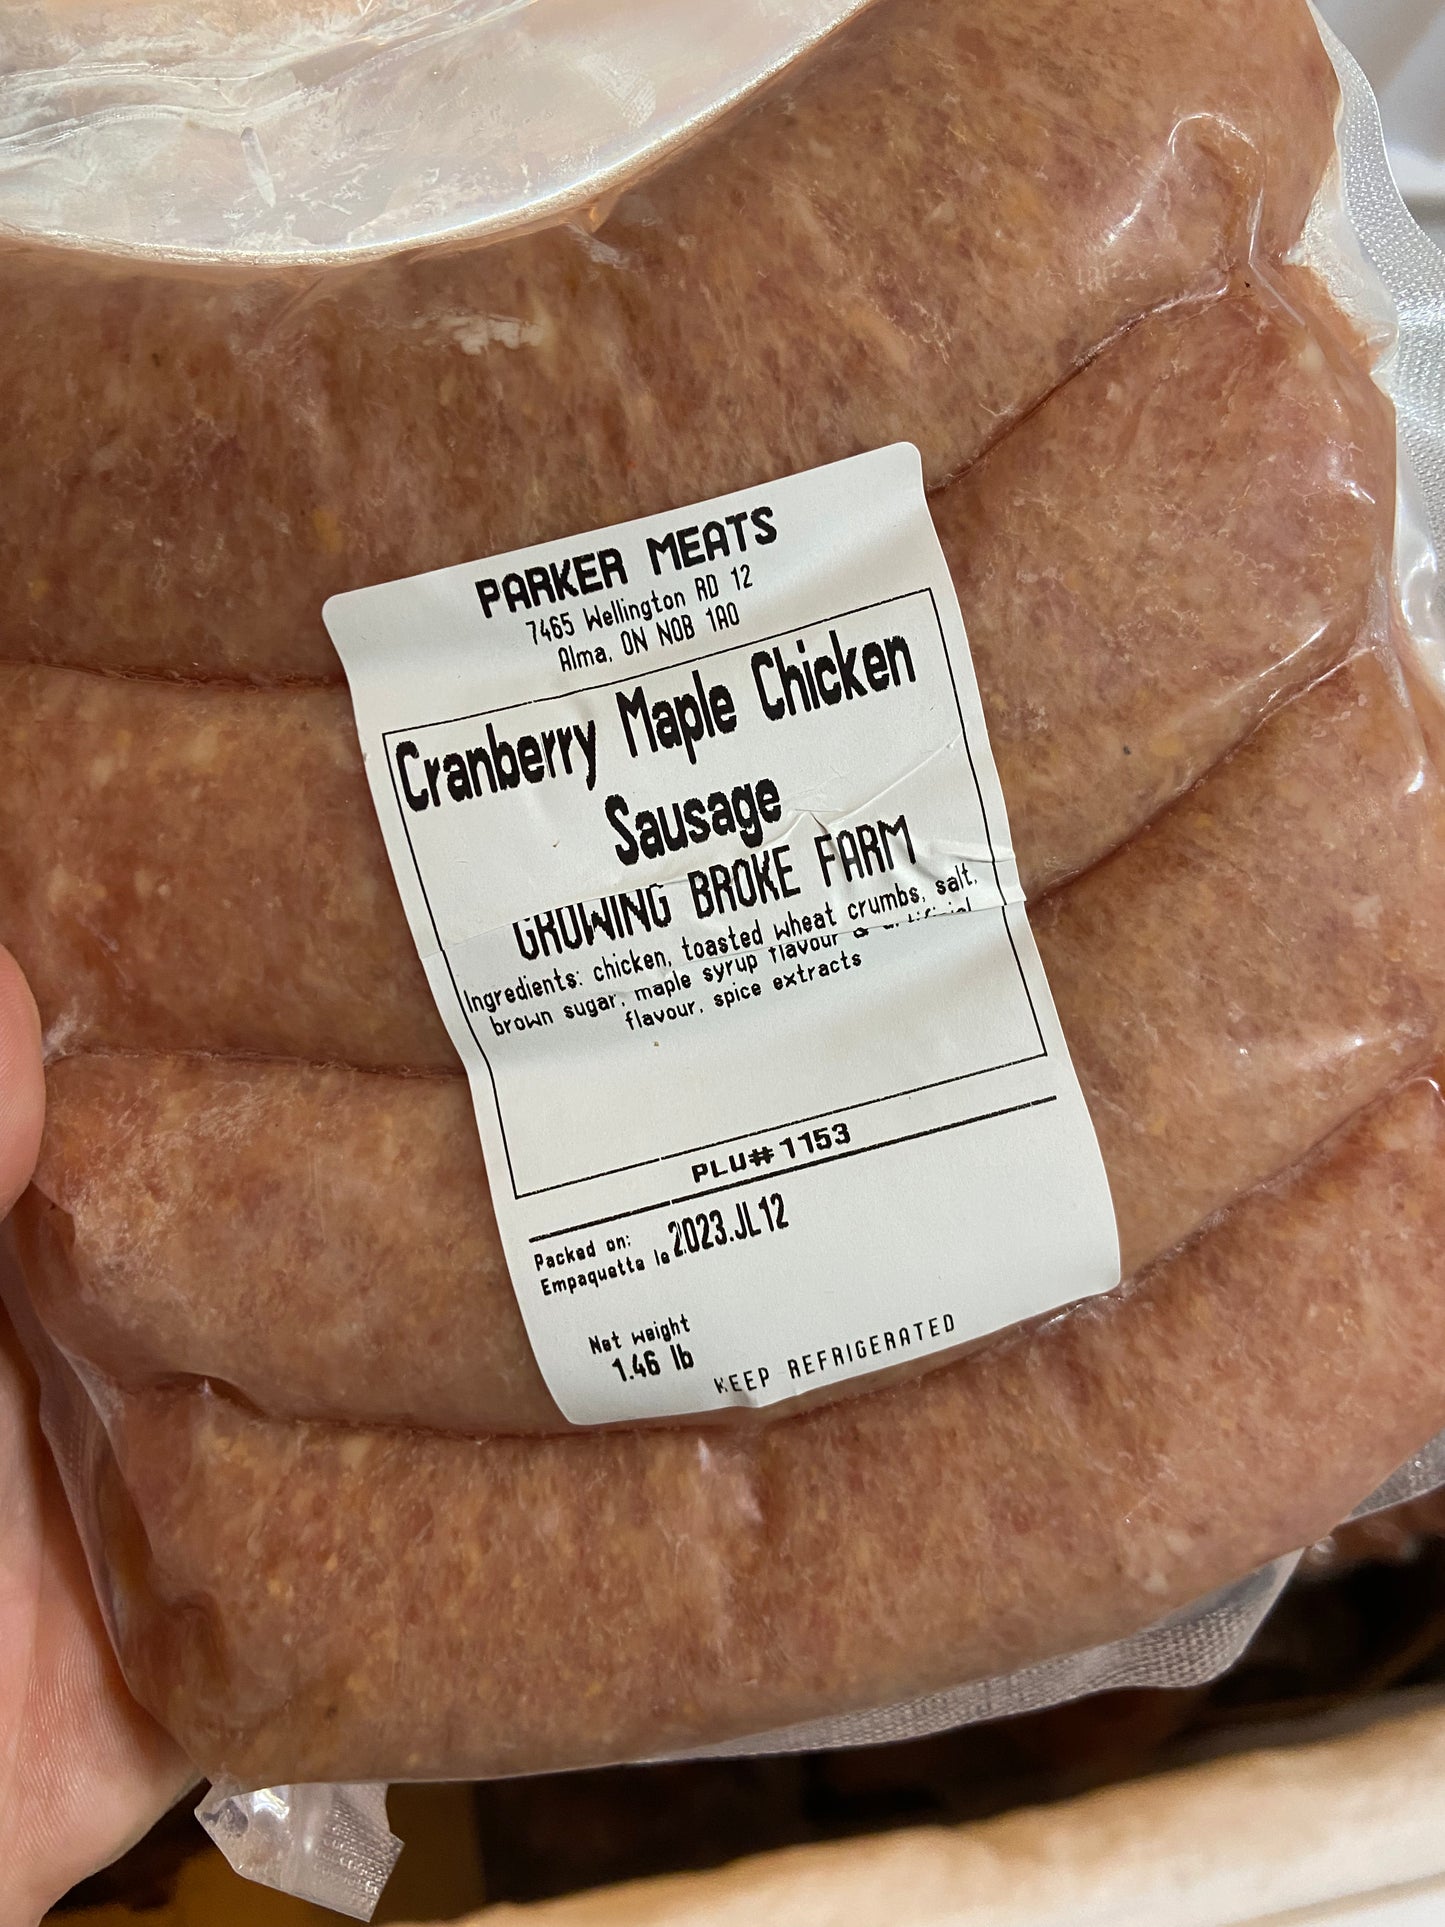 PARKER MEATS
7465 Wellington RD 12
Alma, ON N0B 1A0
Cranberry Maple Chicken
Sausage
GROWING BROKE FARM
Ingredients: chicken, toasted wheat crumbs, salt,
brown sugar, maple syrup flavour & artificial
flavour, spice extracts
PLU# 1153
Packed on: 2023.JL12
Empaquette le
Net weight
1.46 lb
KEEP REFRIGERATED